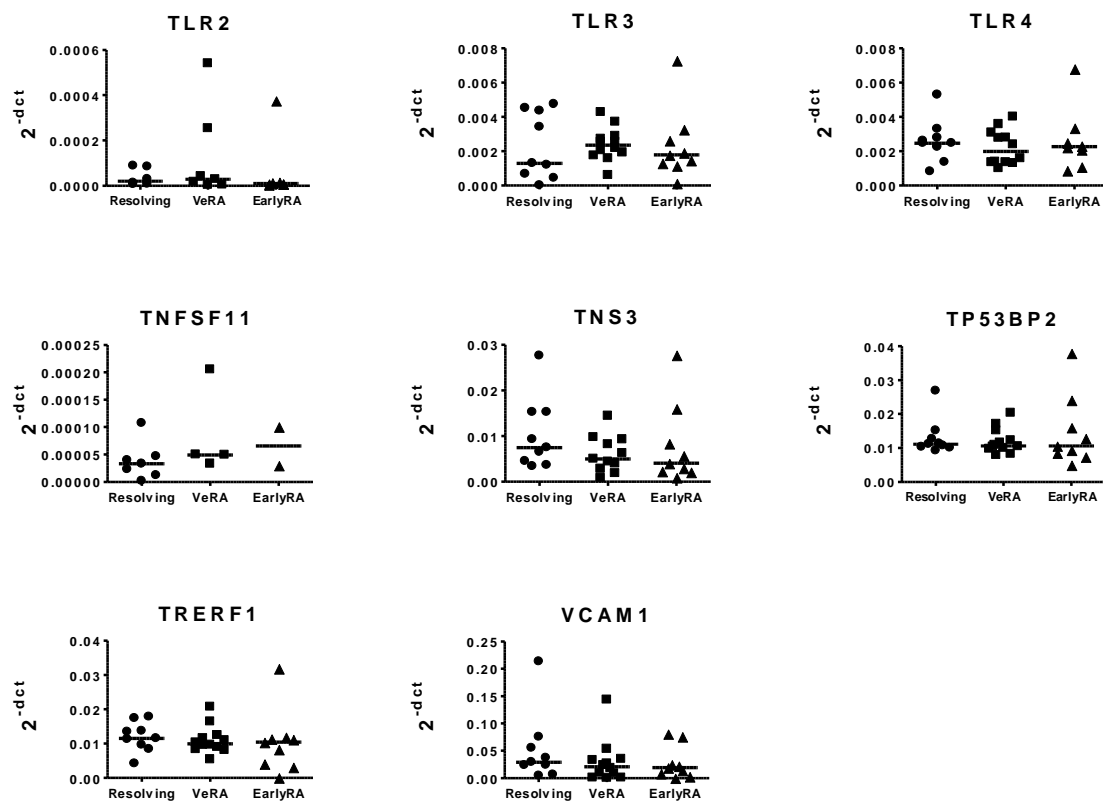 TLR2
2^-dct
0.0006
0.0004
0.0002
0.0000
Resolving VeRA EarlyRA
TLR3
2^-dct
0.008
0.006
0.004
0.002
0.000
Resolving VeRA EarlyRA
TLR4
2^-dct
0.008
0.006
0.004
0.002
0.000
Resolving VeRA EarlyRA
TNFSF11
2^-dct
0.00025
0.00020
0.00015
0.00010
0.00005
0.00000
Resolving VeRA EarlyRA
TNS3
2^-dct
0.03
0.02
0.01
0.00
Resolving VeRA EarlyRA
TP53BP2
2^-dct
0.04
0.03
0.02
0.01
0.00
Resolving VeRA EarlyRA
TRERF1
2^-dct
0.04
0.03
0.02
0.01
0.00
Resolving VeRA EarlyRA
VCAM1
2^-dct
0.25
0.20
0.15
0.10
0.05
0.00
Resolving VeRA EarlyRA